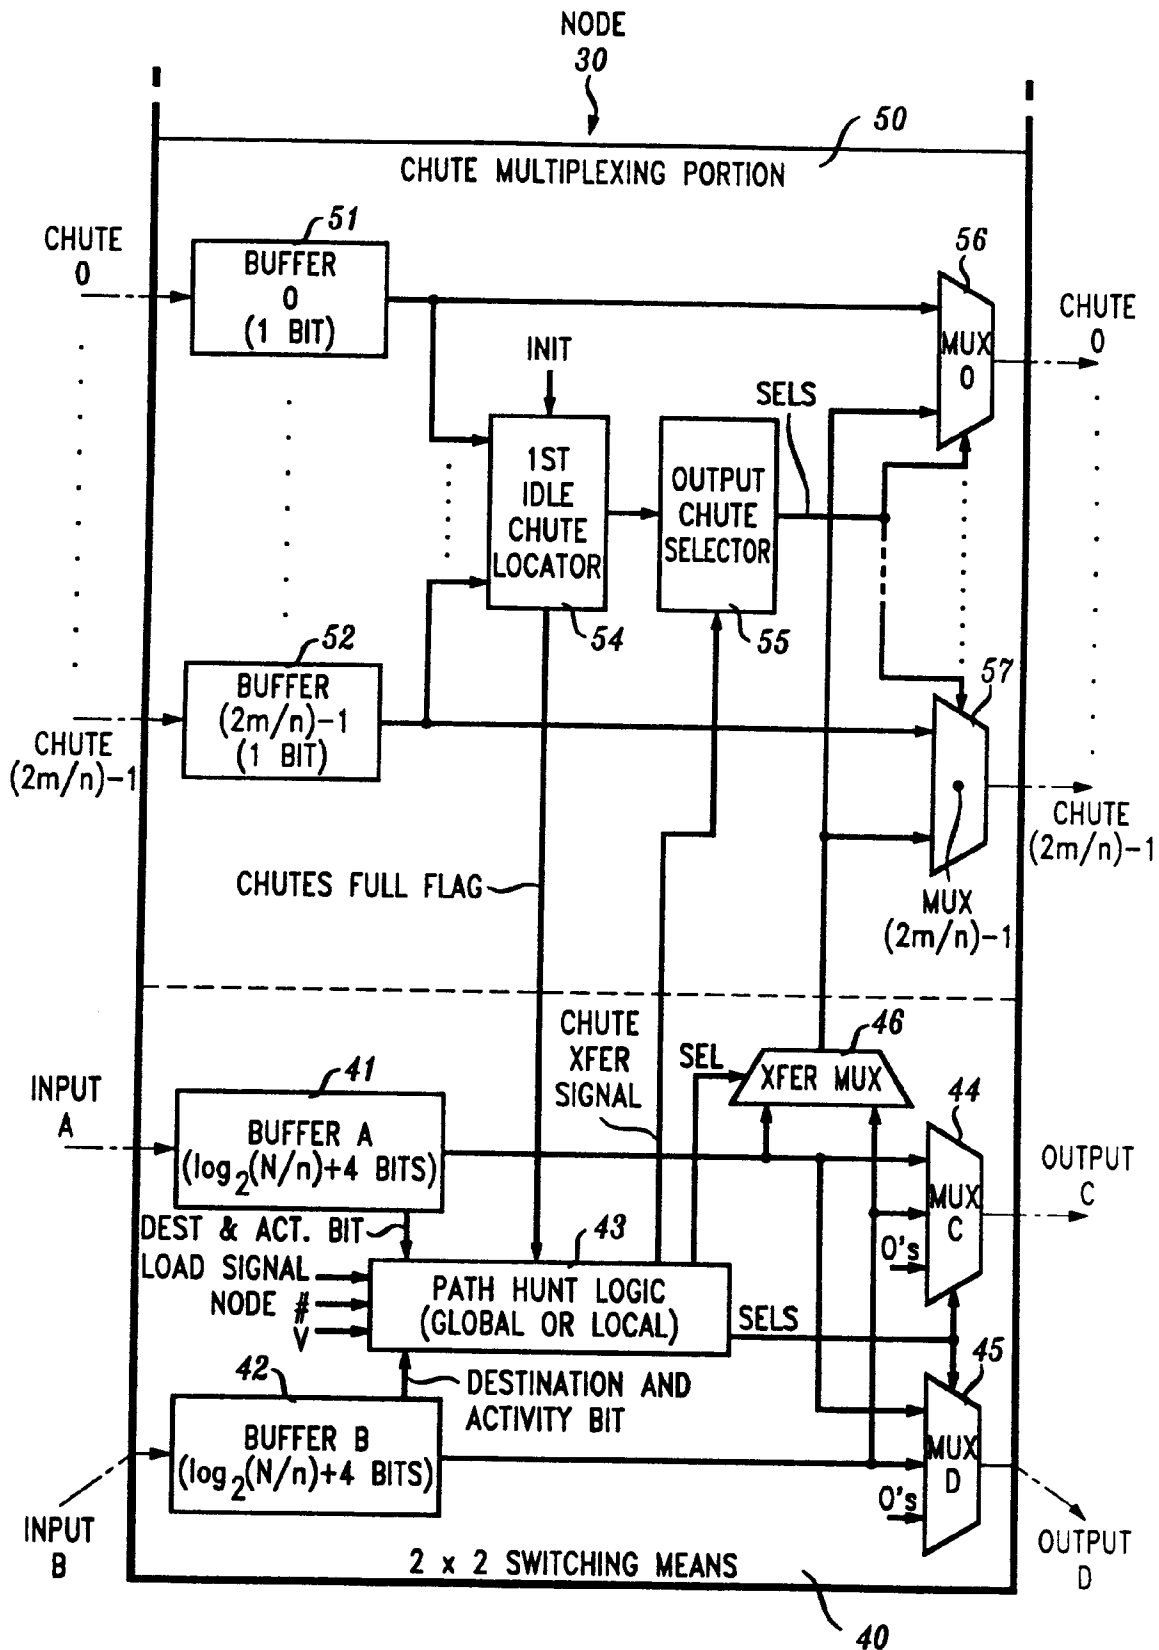 NODE
30
50
CHUTE MULTIPLEXING PORTION
51
CHUTE
0
BUFFER
0
(1 BIT)
56
MUX
0
CHUTE
0
INIT
SELS
1ST
IDLE
CHUTE
LOCATOR
54
OUTPUT
CHUTE
SELECTOR
55
52
BUFFER
(2m/n)-1
(1 BIT)
CHUTE
(2m/n)-1
57
CHUTE
(2m/n)-1
MUX
(2m/n)-1
CHUTES FULL FLAG
CHUTE
XFER
SIGNAL
SEL
46
XFER MUX
INPUT
A
41
BUFFER A
(log2(N/n)+4 BITS)
44
MUX
C
0's
OUTPUT
C
DEST & ACT. BIT
LOAD SIGNAL
NODE #
V
43
PATH HUNT LOGIC
(GLOBAL OR LOCAL)
SELS
42
DESTINATION AND
ACTIVITY BIT
BUFFER B
(log2(N/n)+4 BITS)
45
MUX
D
0's
INPUT
B
OUTPUT
D
2 x 2 SWITCHING MEANS
40